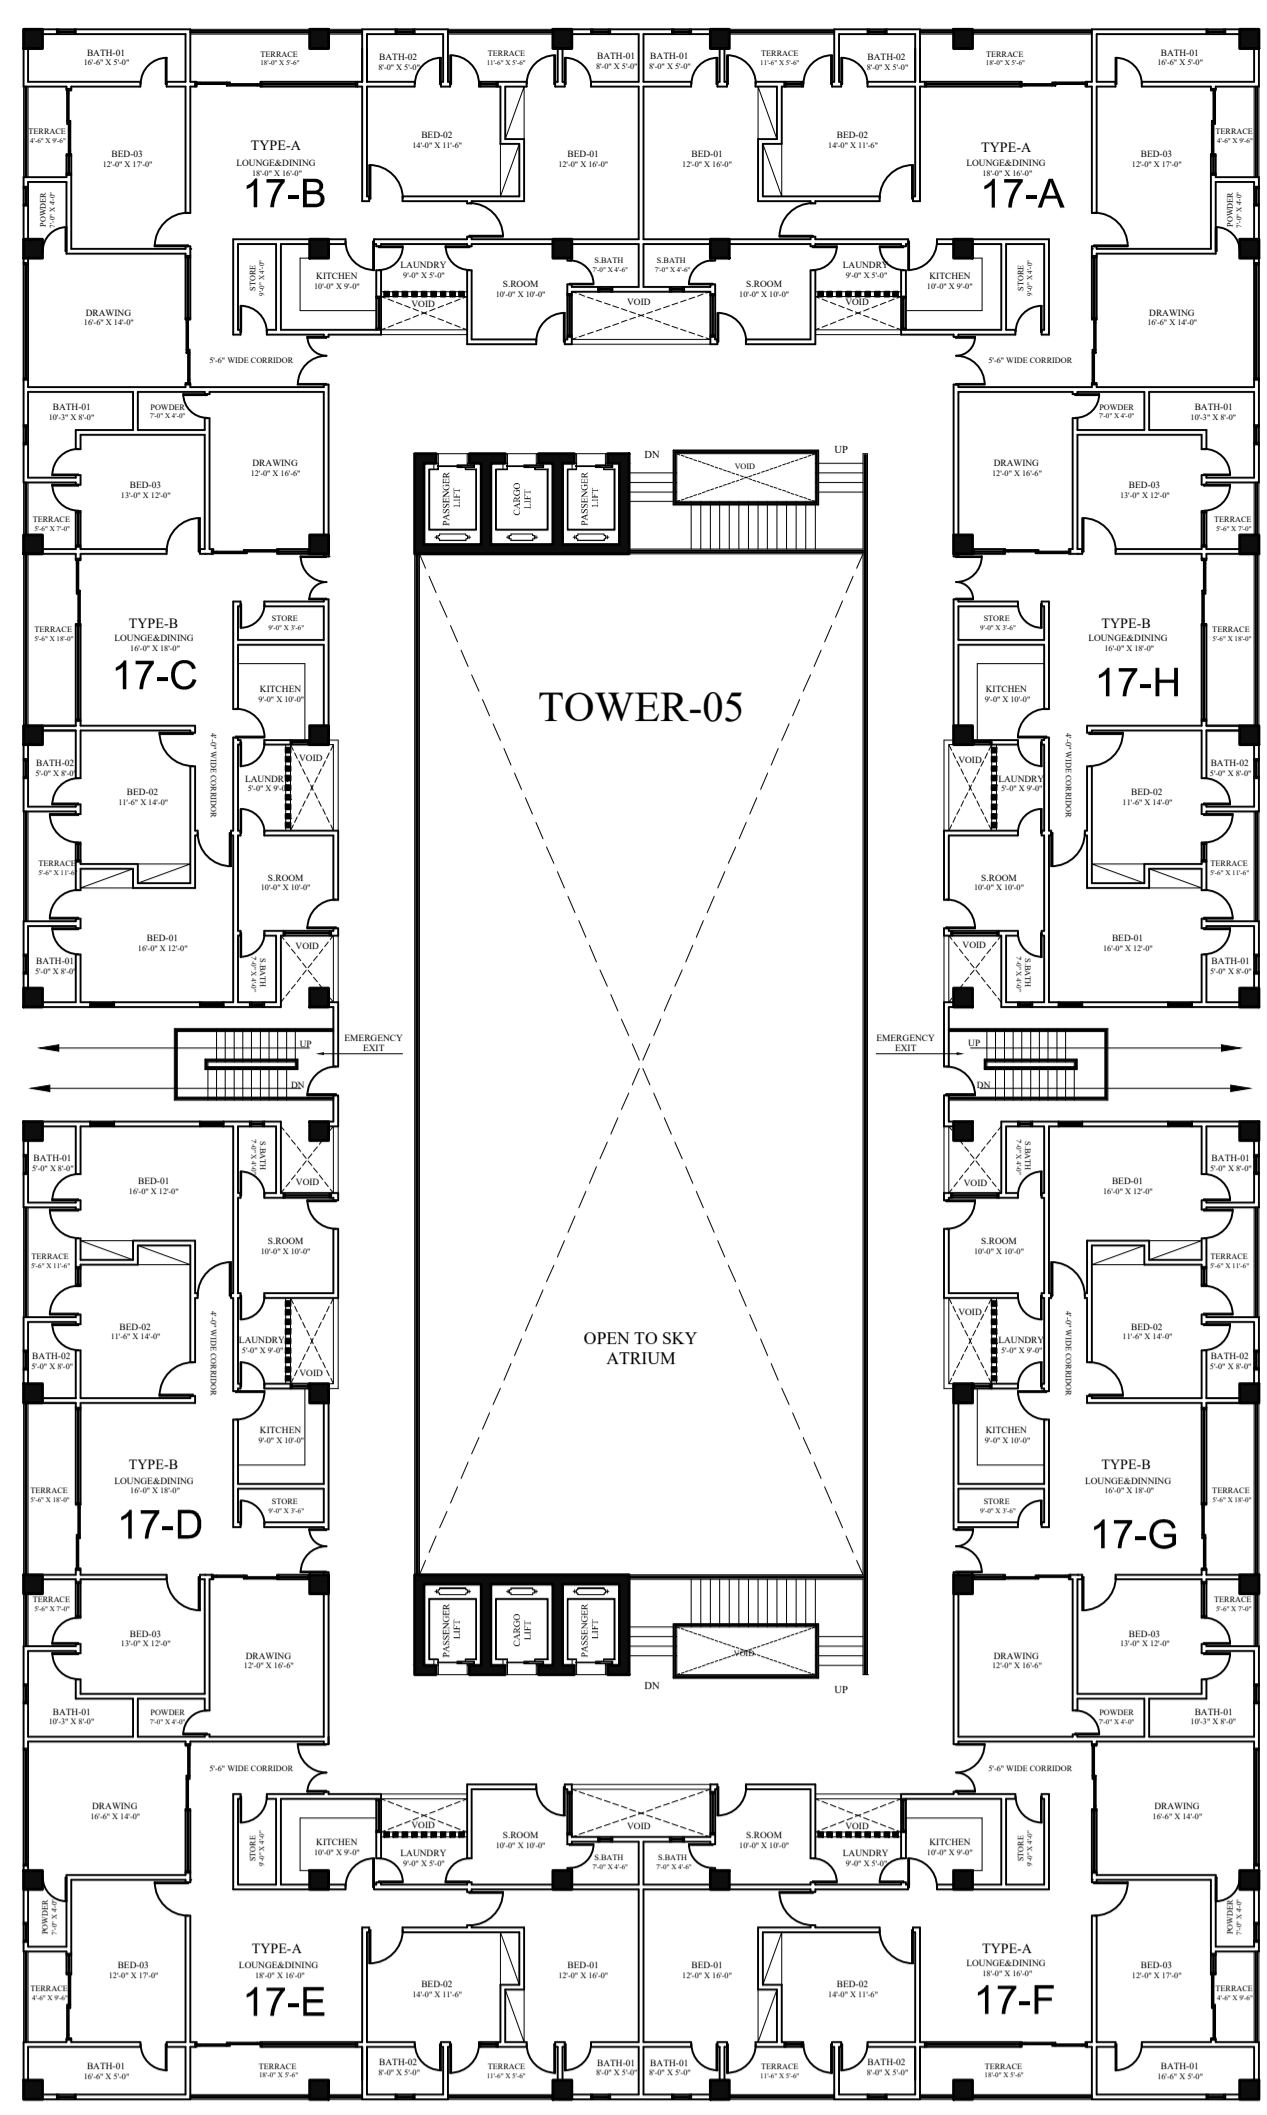 BATH-01
16'-6" X 5'-0"
TERRACE
18'-0" X 5'-6"
BATH-02
8'-0" X 5'-0"
TERRACE
11'-6" X 5'-6"
BATH-01
8'-0" X 5'-0"
BATH-01
8'-0" X 5'-0"
TERRACE
11'-6" X 5'-6"
BATH-02
8'-0" X 5'-0"
TERRACE
18'-0" X 5'-6"
BATH-01
16'-6" X 5'-0"
TERRACE
4'-6" X 9'-6"
BED-03
12'-0" X 17'-0"
TYPE-A
LOUNGE&DINING
18'-0" X 16'-0"
17-B
BED-02
14'-0" X 11'-6"
BED-01
12'-0" X 16'-0"
BED-01
12'-0" X 16'-0"
BED-02
14'-0" X 11'-6"
TYPE-A
LOUNGE&DINING
18'-0" X 16'-0"
17-A
BED-03
12'-0" X 17'-0"
TERRACE
4'-6" X 9'-6"
POWDER
7'-0" X 4'-0"
POWDER
7'-0" X 4'-0"
STORE
9'-0" X 4'-0"
KITCHEN
10'-0" X 9'-0"
LAUNDRY
9'-0" X 5'-0"
VOID
S.ROOM
10'-0" X 10'-0"
S.BATH
7'-0" X 4'-6"
S.BATH
7'-0" X 4'-6"
VOID
S.ROOM
10'-0" X 10'-0"
LAUNDRY
9'-0" X 5'-0"
VOID
KITCHEN
10'-0" X 9'-0"
STORE
9'-0" X 4'-0"
DRAWING
16'-6" X 14'-0"
DRAWING
16'-6" X 14'-0"
5'-6" WIDE CORRIDOR
5'-6" WIDE CORRIDOR
BATH-01
10'-3" X 8'-0"
POWDER
7'-0" X 4'-0"
POWDER
7'-0" X 4'-0"
BATH-01
10'-3" X 8'-0"
DRAWING
12'-0" X 16'-6"
DRAWING
12'-0" X 16'-6"
BED-03
13'-0" X 12'-0"
BED-03
13'-0" X 12'-0"
TERRACE
5'-6" X 7'-0"
TERRACE
5'-6" X 7'-0"
PASSENGER
LIFT
CARGO
LIFT
PASSENGER
LIFT
DN
VOID
UP
TERRACE
5'-6" X 18'-0"
TYPE-B
LOUNGE&DINING
16'-0" X 18'-0"
17-C
STORE
9'-0" X 3'-6"
KITCHEN
9'-0" X 10'-0"
TOWER-05
STORE
9'-0" X 3'-6"
KITCHEN
9'-0" X 10'-0"
TYPE-B
LOUNGE&DINING
16'-0" X 18'-0"
17-H
TERRACE
5'-6" X 18'-0"
BATH-02
5'-0" X 8'-0"
BED-02
11'-6" X 14'-0"
4'-0" WIDE CORRIDOR
LAUNDRY
5'-0" X 9'-0"
VOID
VOID
LAUNDRY
5'-0" X 9'-0"
4'-0" WIDE CORRIDOR
BED-02
11'-6" X 14'-0"
BATH-02
5'-0" X 8'-0"
TERRACE
5'-6" X 11'-6"
S.ROOM
10'-0" X 10'-0"
S.ROOM
10'-0" X 10'-0"
TERRACE
5'-6" X 11'-6"
BATH-01
5'-0" X 8'-0"
BED-01
16'-0" X 12'-0"
S.BATH
7'-0" X 4'-0"
VOID
VOID
S.BATH
7'-0" X 4'-0"
BED-01
16'-0" X 12'-0"
BATH-01
5'-0" X 8'-0"
UP
DN
EMERGENCY
EXIT
EMERGENCY
EXIT
UP
DN
BATH-01
5'-0" X 8'-0"
BED-01
16'-0" X 12'-0"
S.BATH
7'-0" X 4'-0"
VOID
VOID
S.BATH
7'-0" X 4'-0"
BED-01
16'-0" X 12'-0"
BATH-01
5'-0" X 8'-0"
TERRACE
5'-6" X 11'-6"
S.ROOM
10'-0" X 10'-0"
S.ROOM
10'-0" X 10'-0"
TERRACE
5'-6" X 11'-6"
BATH-02
5'-0" X 8'-0"
BED-02
11'-6" X 14'-0"
4'-0" WIDE CORRIDOR
LAUNDRY
5'-0" X 9'-0"
VOID
OPEN TO SKY
ATRIUM
VOID
LAUNDRY
5'-0" X 9'-0"
4'-0" WIDE CORRIDOR
BED-02
11'-6" X 14'-0"
BATH-02
5'-0" X 8'-0"
TERRACE
5'-6" X 18'-0"
TYPE-B
LOUNGE&DINING
16'-0" X 18'-0"
17-D
KITCHEN
9'-0" X 10'-0"
STORE
9'-0" X 3'-6"
KITCHEN
9'-0" X 10'-0"
STORE
9'-0" X 3'-6"
TYPE-B
LOUNGE&DINNING
16'-0" X 18'-0"
17-G
TERRACE
5'-6" X 18'-0"
TERRACE
5'-6" X 7'-0"
BED-03
13'-0" X 12'-0"
DRAWING
12'-0" X 16'-6"
PASSENGER
LIFT
CARGO
LIFT
PASSENGER
LIFT
DN
VOID
UP
DRAWING
12'-0" X 16'-6"
BED-03
13'-0" X 12'-0"
TERRACE
5'-6" X 7'-0"
BATH-01
10'-3" X 8'-0"
POWDER
7'-0" X 4'-0"
POWDER
7'-0" X 4'-0"
BATH-01
10'-3" X 8'-0"
5'-6" WIDE CORRIDOR
5'-6" WIDE CORRIDOR
DRAWING
16'-6" X 14'-0"
DRAWING
16'-6" X 14'-0"
STORE
9'-0" X 4'-0"
KITCHEN
10'-0" X 9'-0"
VOID
LAUNDRY
9'-0" X 5'-0"
S.ROOM
10'-0" X 10'-0"
VOID
S.BATH
7'-0" X 4'-6"
S.BATH
7'-0" X 4'-6"
S.ROOM
10'-0" X 10'-0"
VOID
LAUNDRY
9'-0" X 5'-0"
KITCHEN
10'-0" X 9'-0"
STORE
9'-0" X 4'-0"
POWDER
7'-0" X 4'-0"
POWDER
7'-0" X 4'-0"
TERRACE
4'-6" X 9'-6"
BED-03
12'-0" X 17'-0"
TYPE-A
LOUNGE&DINING
18'-0" X 16'-0"
17-E
BED-02
14'-0" X 11'-6"
BED-01
12'-0" X 16'-0"
BED-01
12'-0" X 16'-0"
BED-02
14'-0" X 11'-6"
TYPE-A
LOUNGE&DINING
18'-0" X 16'-0"
17-F
BED-03
12'-0" X 17'-0"
TERRACE
4'-6" X 9'-6"
BATH-01
16'-6" X 5'-0"
TERRACE
18'-0" X 5'-6"
BATH-02
8'-0" X 5'-0"
TERRACE
11'-6" X 5'-6"
BATH-01
8'-0" X 5'-0"
BATH-01
8'-0" X 5'-0"
TERRACE
11'-6" X 5'-6"
BATH-02
8'-0" X 5'-0"
TERRACE
18'-0" X 5'-6"
BATH-01
16'-6" X 5'-0"